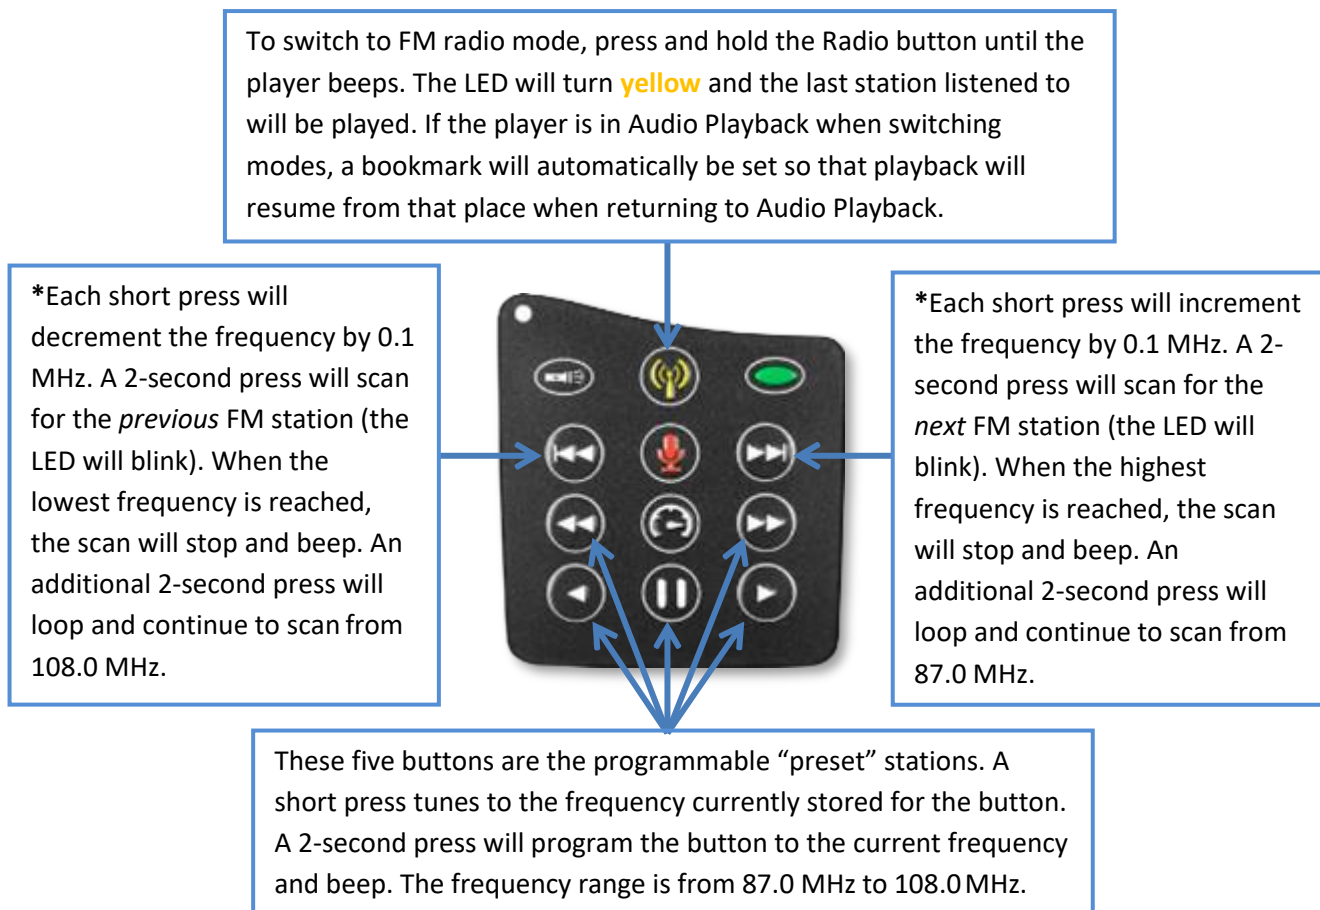 To switch to FM radio mode, press and hold the Radio button until the
player beeps. The LED will turn yellow and the last station listened to
will be played. If the player is in Audio Playback when switching
modes, a bookmark will automatically be set so that playback will
resume from that place when returning to Audio Playback.
*Each short press will
decrement the frequency by 0.1
MHz. A 2-second press will scan
for the previous FM station (the
LED will blink). When the
lowest frequency is reached,
the scan will stop and beep. An
additional 2-second press will
loop and continue to scan from
108.0 MHz.
*Each short press will increment
the frequency by 0.1 MHz. A 2-
second press will scan for the
next FM station (the LED will
blink). When the highest
frequency is reached, the scan
will stop and beep. An
additional 2-second press will
loop and continue to scan from
87.0 MHz.
These five buttons are the programmable “preset” stations. A
short press tunes to the frequency currently stored for the button.
A 2-second press will program the button to the current frequency
and beep. The frequency range is from 87.0 MHz to 108.0 MHz.